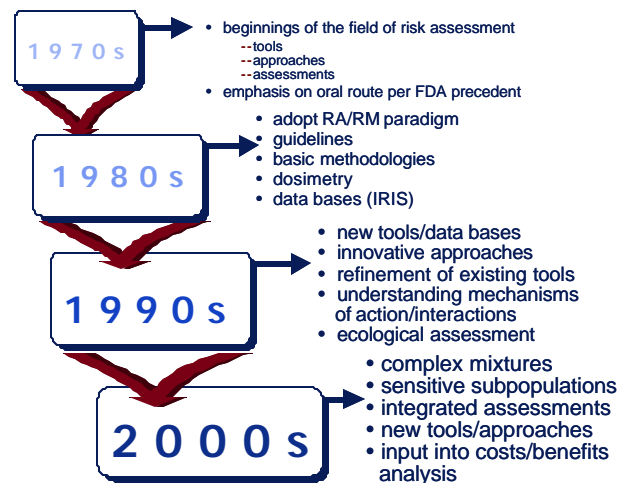 1970s
• beginnings of the field of risk assessment
--tools
--approaches
--assessments
• emphasis on oral route per FDA precedent
1980s
• adopt RA/RM paradigm
• guidelines
• basic methodologies
• dosimetry
• data bases (IRIS)
1990s
• new tools/data bases
• innovative approaches
• refinement of existing tools
• understanding mechanisms
of action/interactions
• ecological assessment
2000s
• complex mixtures
• sensitive subpopulations
• integrated assessments
• new tools/approaches
• input into costs/benefits
analysis